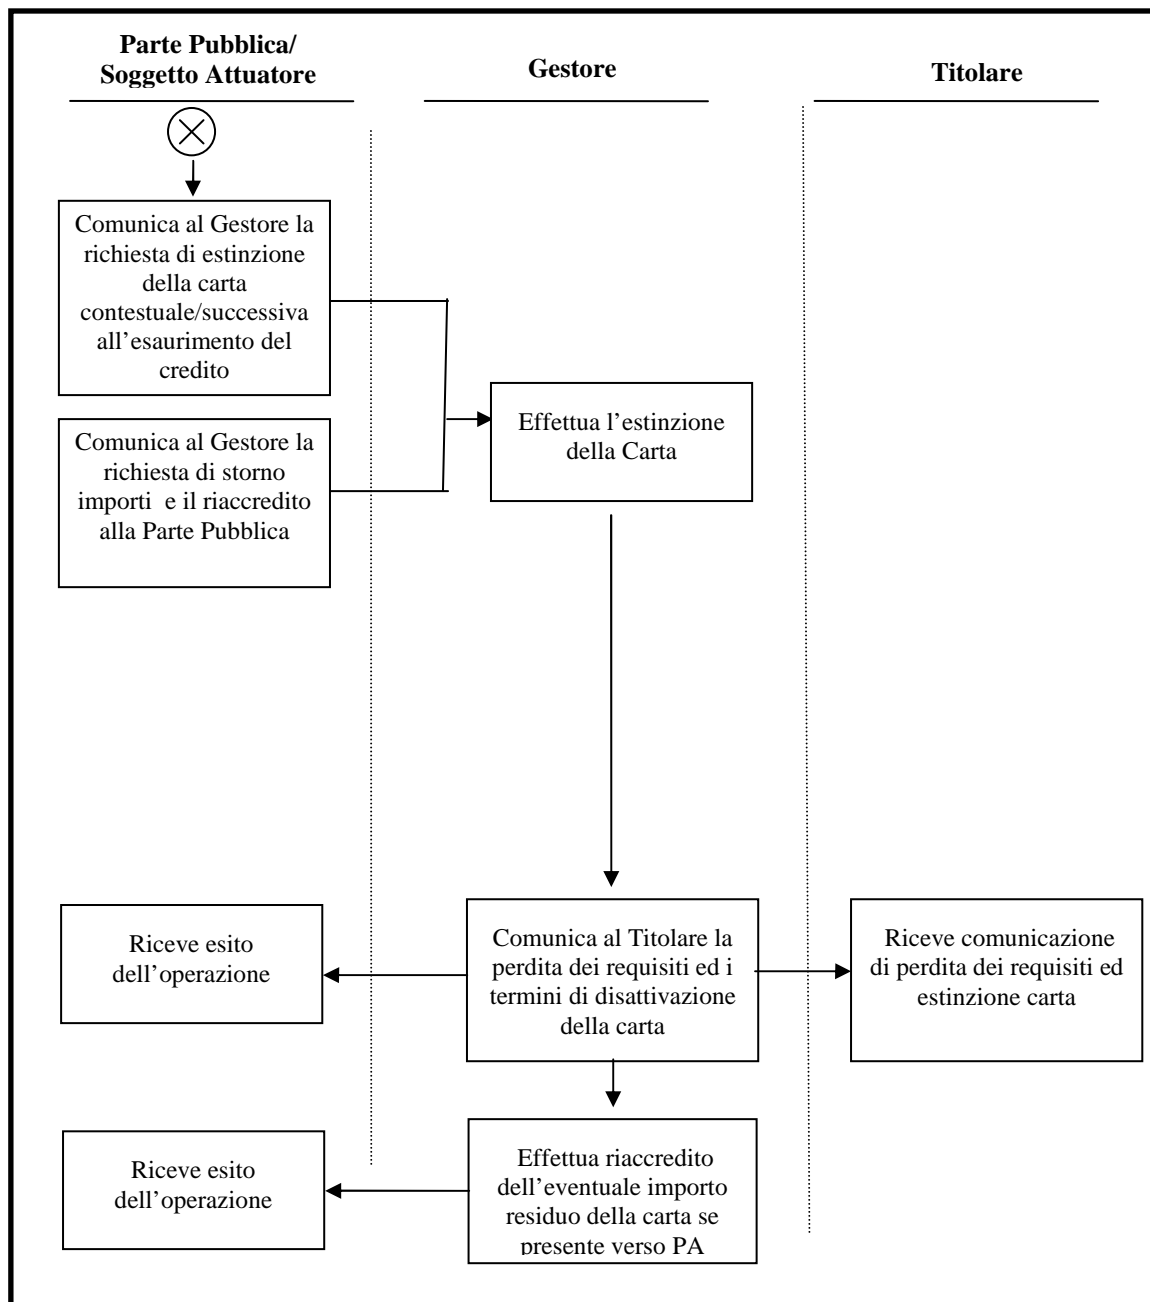 Parte Pubblica/
Soggetto Attuatore
Gestore
Titolare
Comunica al Gestore la
richiesta di estinzione
della carta
contestuale/successiva
all’esaurimento del
credito
Comunica al Gestore la
richiesta di storno
importi e il riaccredito
alla Parte Pubblica
Effettua l’estinzione
della Carta
Riceve esito
dell’operazione
Comunica al Titolare la
perdita dei requisiti ed i
termini di disattivazione
della carta
Riceve comunicazione
di perdita dei requisiti ed
estinzione carta
Riceve esito
dell’operazione
Effettua riaccredito
dell’eventuale importo
residuo della carta se
presente verso PA